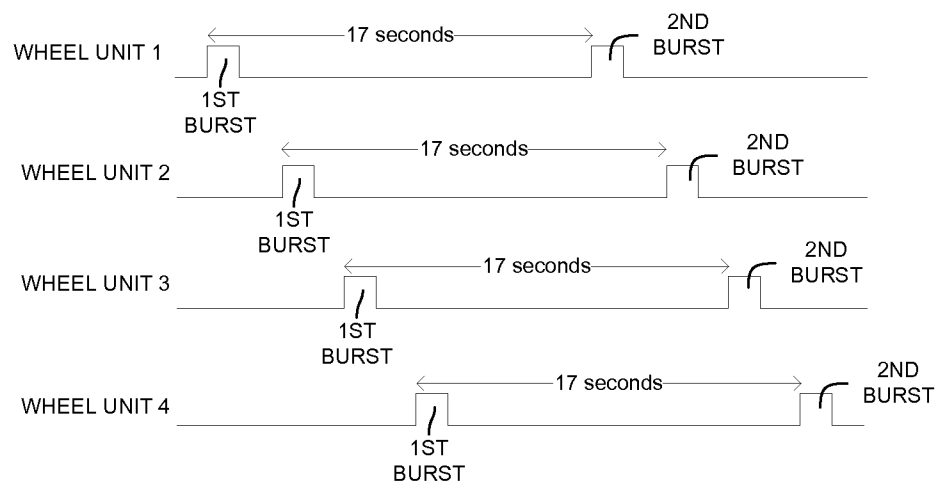 17 seconds
2ND
BURST
WHEEL UNIT 1
1ST
BURST
17 seconds
2ND
BURST
WHEEL UNIT 2
1ST
BURST
17 seconds
2ND
BURST
WHEEL UNIT 3
1ST
BURST
17 seconds
2ND
BURST
WHEEL UNIT 4
1ST
BURST